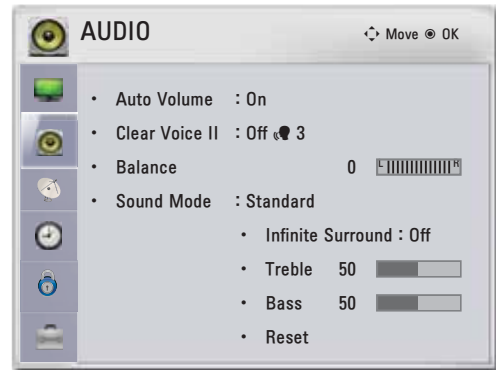 AUDIO Move OK
• Auto Volume : On
• Clear Voice II : Off 3
• Balance 0 L R
• Sound Mode : Standard
• Infinite Surround : Off
• Treble 50
• Bass 50
• Reset